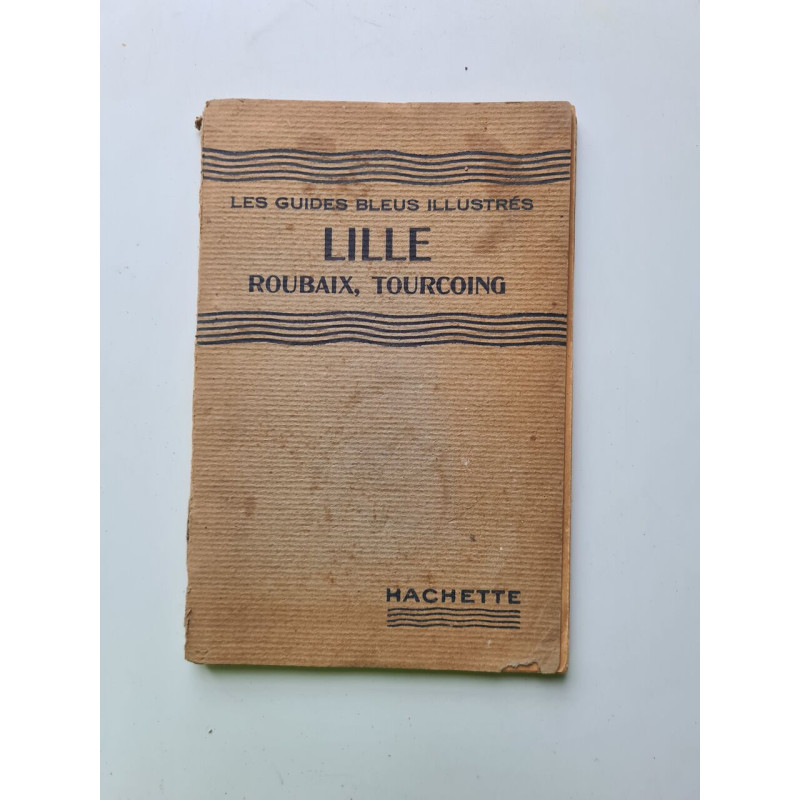 LES GUIDES BLEUS ILLUSTRÉS
LILLE
ROUBAIX, TOURCOING
HACHETTE